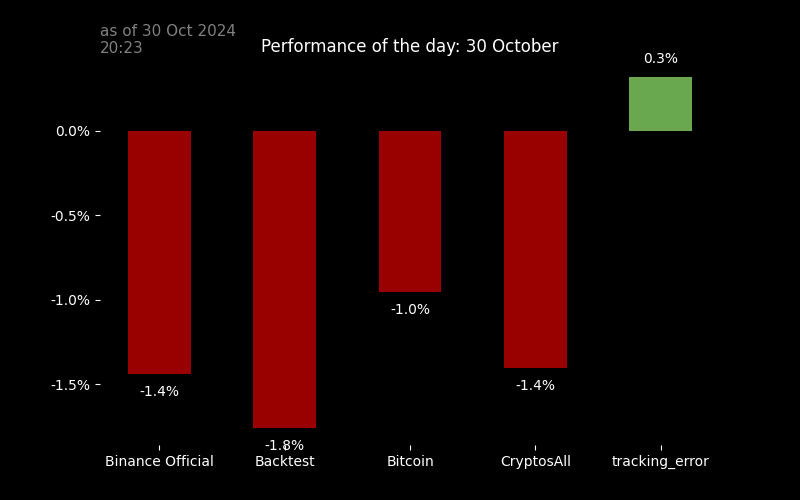 as of 30 Oct 2024
20:23
Performance of the day: 30 October
0.3%
0.0%
-0.5%
-1.0%
-1.0%
-1.5%
-1.4%
-1.4%
-1.8%
Binance Official
Backtest
Bitcoin
CryptosAll
tracking_error